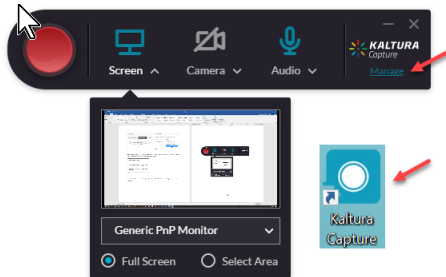 Screen
Camera
Audio
KALTURA
Capture
Manage
Generic PnP Monitor
Full Screen
Select Area
Kaltura
Capture